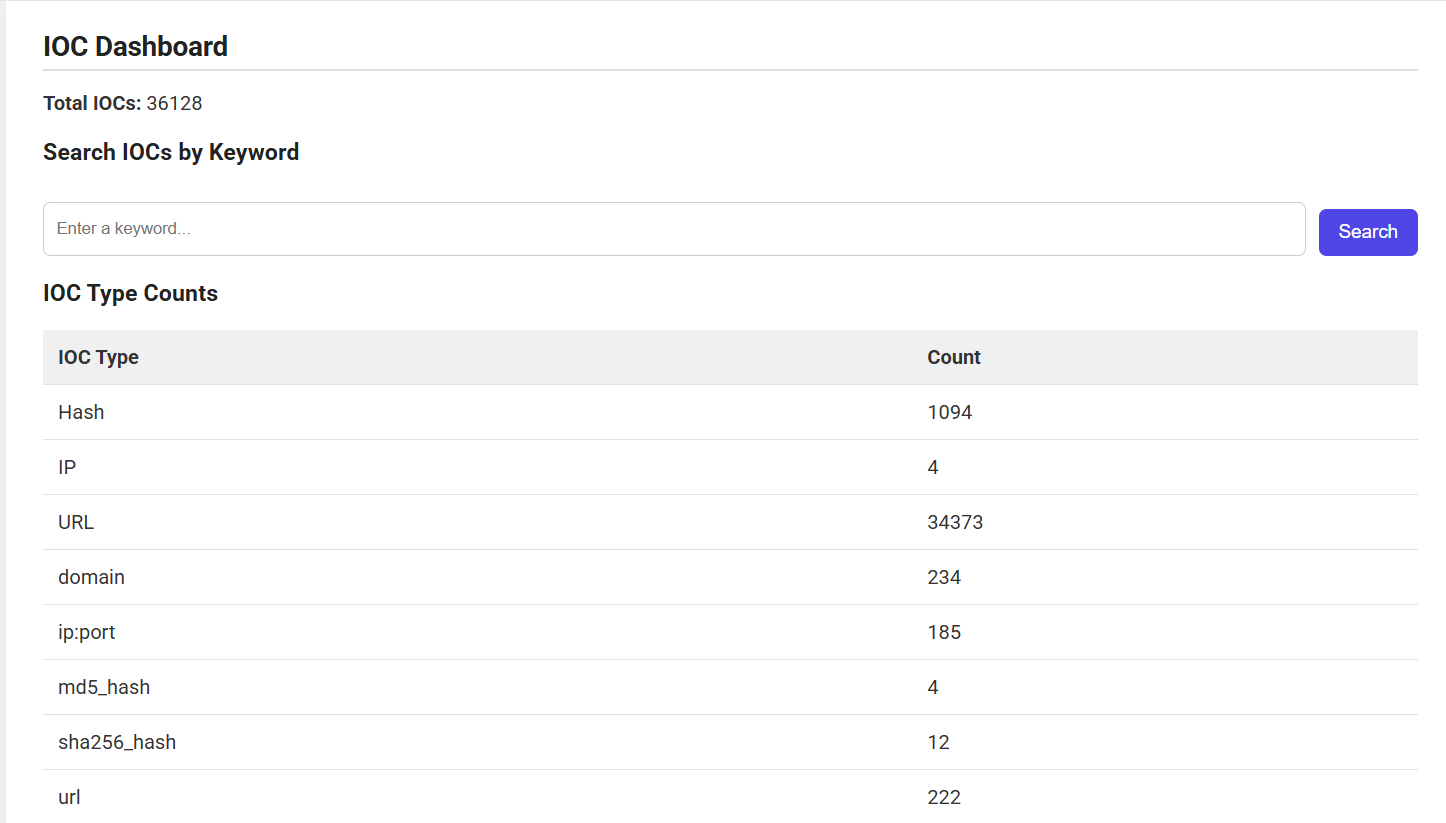 IOC Dashboard
Total IOCs: 36128
Search IOCs by Keyword
Enter a keyword...
Search
IOC Type Counts
IOC Type Count
Hash 1094
IP 4
URL 34373
domain 234
ip:port 185
md5_hash 4
sha256_hash 12
url 222